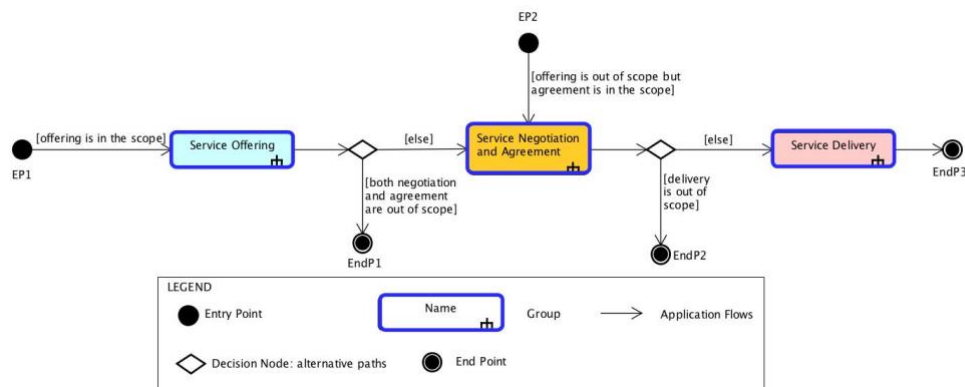 EP2
[offering is out of scope but
agreement is in the scope]
[offering is in the scope]
EP1
Service Offering
[else]
Service Negotiation
and Agreement
[else]
Service Delivery
EndP3
[both negotiation
and agreement
are out of scope]
EndP1
[delivery
is out of
scope]
EndP2
LEGEND
Entry Point
Name
Group
Application Flows
Decision Node: alternative paths
End Point